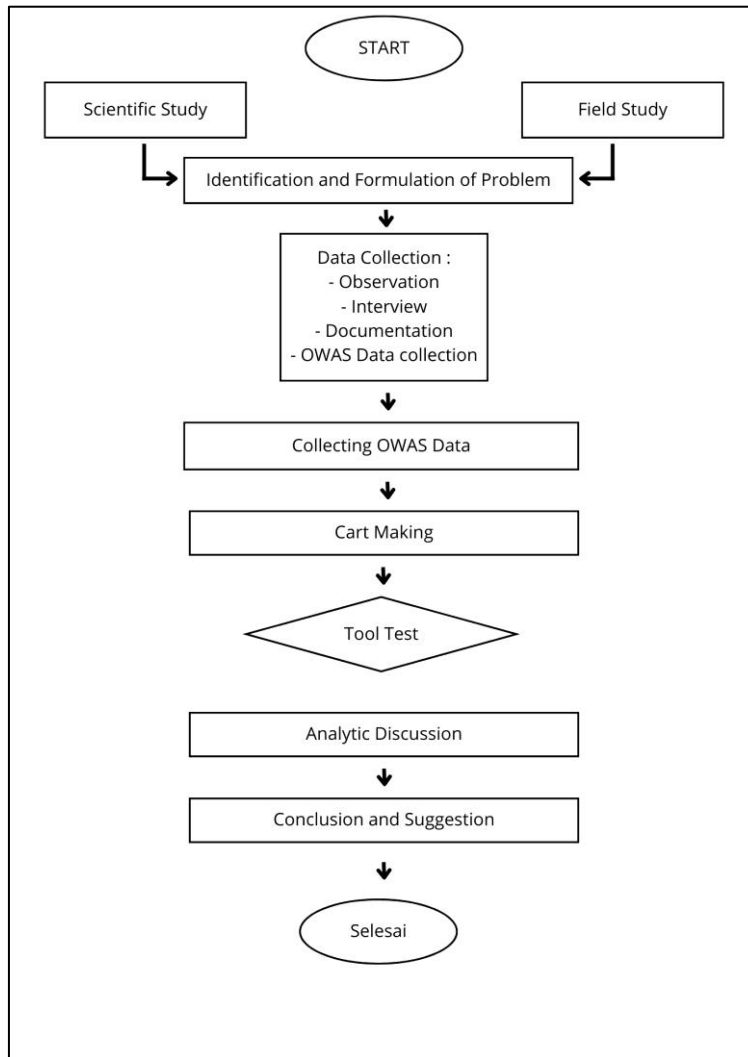 START
Scientific Study
Field Study
Identification and Formulation of Problem
Data Collection :
- Observation
- Interview
- Documentation
- OWAS Data collection
Collecting OWAS Data
Cart Making
Tool Test
Analytic Discussion
Conclusion and Suggestion
Selesai